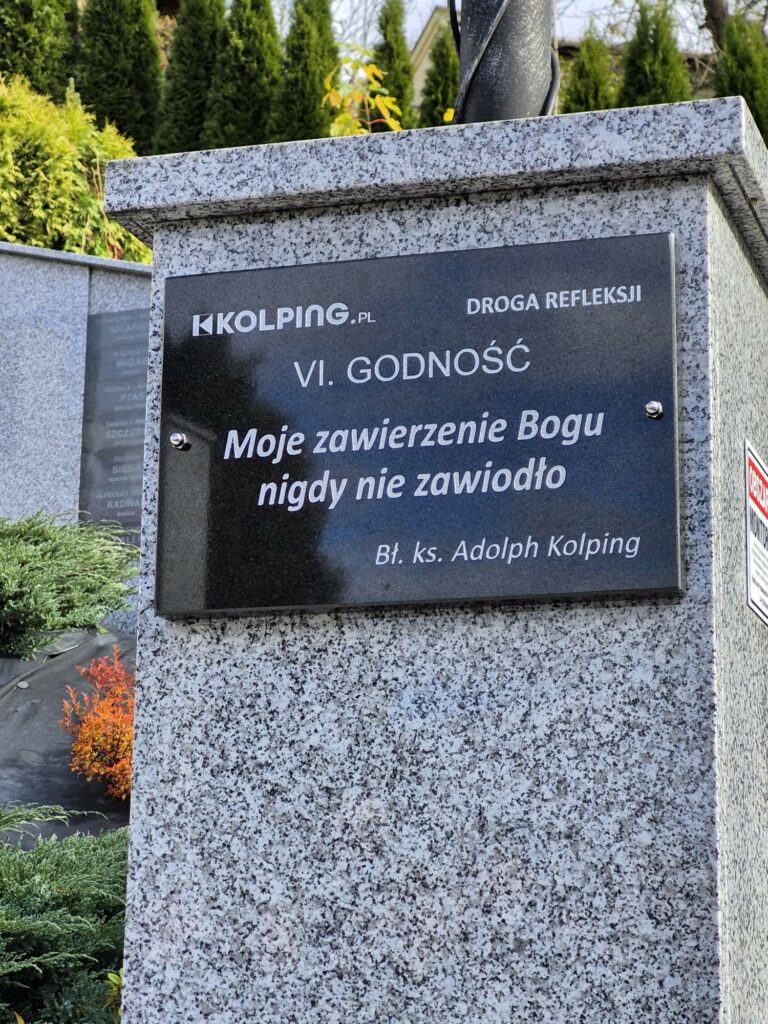 KOLPING.PL
DROGA REFLEKSJI
VI. GODNOŚĆ
Moje zawierzenie Bogu
nigdy nie zawiodło
Bł. ks. Adolph Kolping